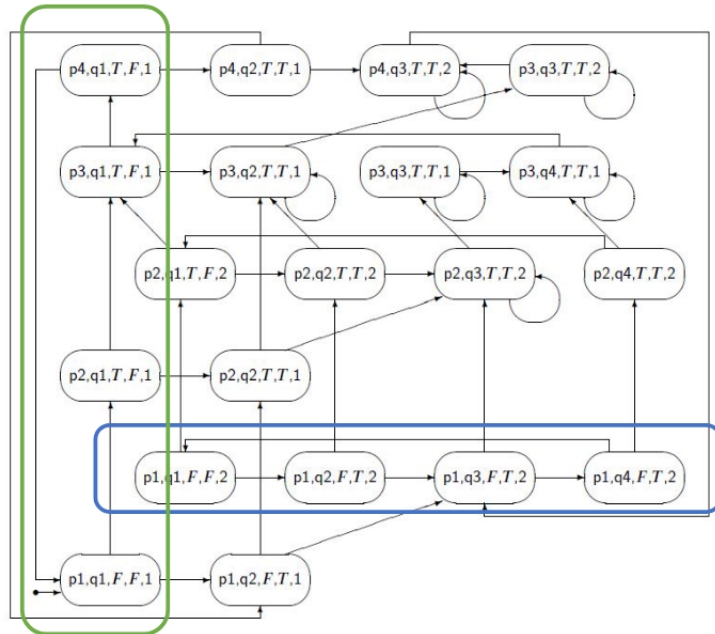 p4,q1,T,F,1 p4,q2,T,T,1 p4,q3,T,T,2 p3,q3,T,T,2
p3,q1,T,F,1 p3,q2,T,T,1 p3,q3,T,T,1 p3,q4,T,T,1
p2,q1,T,F,2 p2,q2,T,T,2 p2,q3,T,T,2 p2,q4,T,T,2
p2,q1,T,F,1 p2,q2,T,T,1
p1,q1,F,F,2 p1,q2,F,T,2 p1,q3,F,T,2 p1,q4,F,T,2
p1,q1,F,F,1 p1,q2,F,T,1